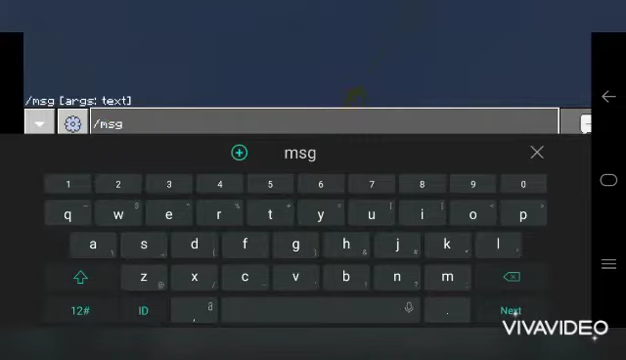 /msg [args: text]
/msg
msg
1 2 3 4 5 6 7 8 9 0
q w e r t y u i o p
a s d f g h j k l
z x c v b n m
12# ID , . Next
VIVAVIDEO